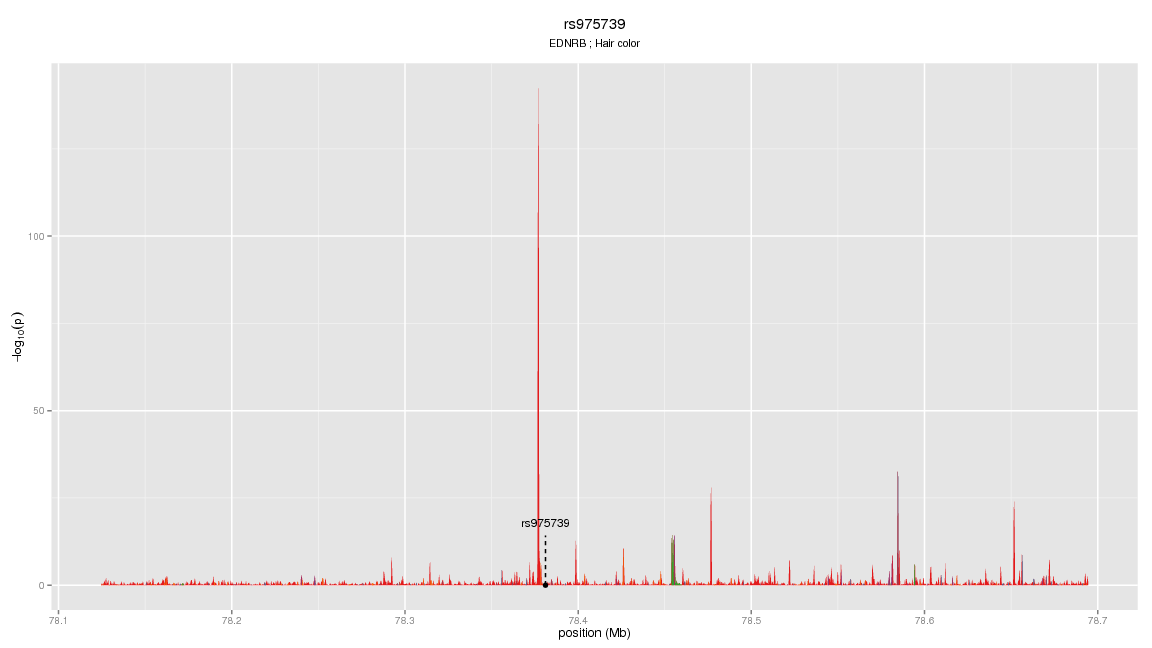 rs975739
EDNRB ; Hair color
100
50
0
−log10(p)
rs975739
78.1 78.2 78.3 78.4 78.5 78.6 78.7
position (Mb)